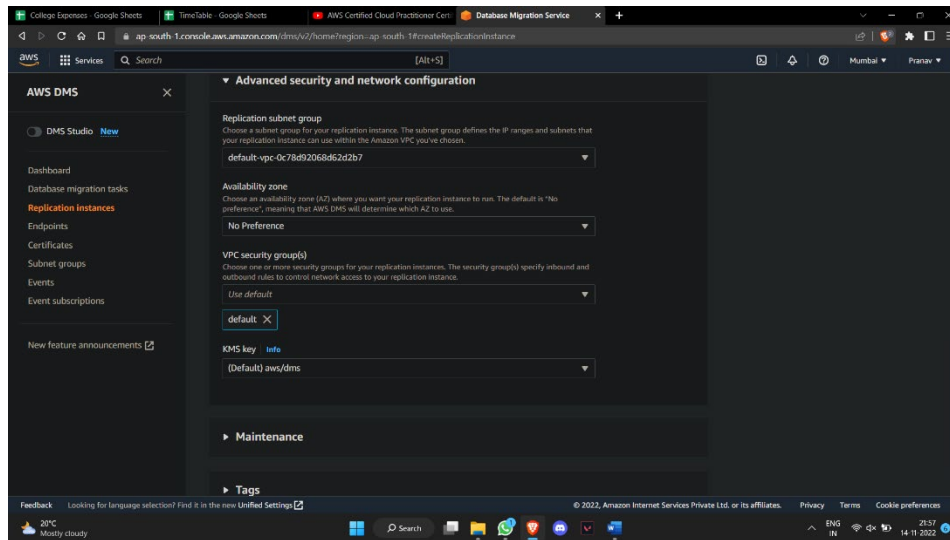 College Expenses - Google Sheets
TimeTable - Google Sheets
AWS Certified Cloud Practitioner Cert
Database Migration Service
ap-south-1.console.aws.amazon.com/dms/v2/home?region=ap-south-1#createReplicationInstance
aws
Services
Search
[Alt+S]
Mumbai
Pranav
AWS DMS
DMS Studio New
Dashboard
Database migration tasks
Replication instances
Endpoints
Certificates
Subnet groups
Events
Event subscriptions
New feature announcements
Advanced security and network configuration
Replication subnet group
Choose a subnet group for your replication instance. The subnet group defines the IP ranges and subnets that
your replication instance can use within the Amazon VPC you've chosen.
default-vpc-0c78d92068d62d2b7
Availability zone
Choose an availability zone (AZ) where you want your replication instance to run. The default is "No
preference", meaning that AWS DMS will determine which AZ to use.
No Preference
VPC security group(s)
Choose one or more security groups for your replication instances. The security group(s) specify inbound and
outbound rules to control network access to your replication instance.
Use default
default
KMS key Info
(Default) aws/dms
Maintenance
Tags
Feedback
Looking for language selection? Find it in the new Unified Settings
© 2022, Amazon Internet Services Private Ltd. or its affiliates.
Privacy
Terms
Cookie preferences
20°C
Mostly cloudy
Search
ENG
IN
21:57
14-11-2022